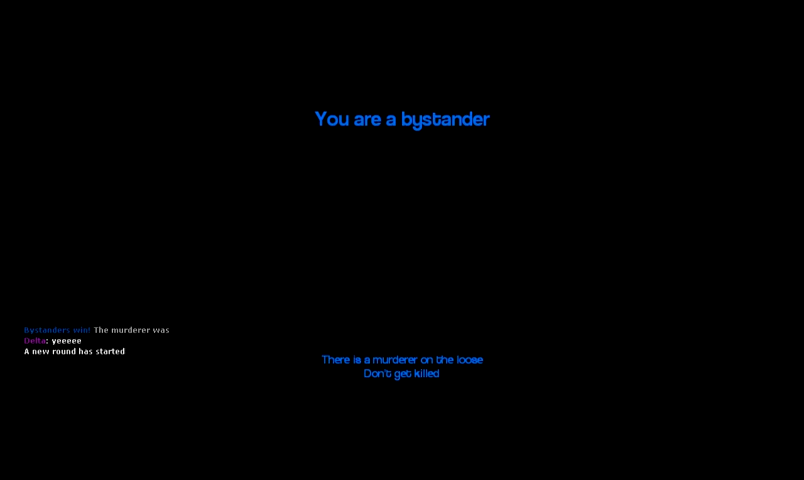 You are a bystander
Bystanders win! The murderer was
Delta: yeeeee
A new round has started
There is a murderer on the loose
Don't get killed